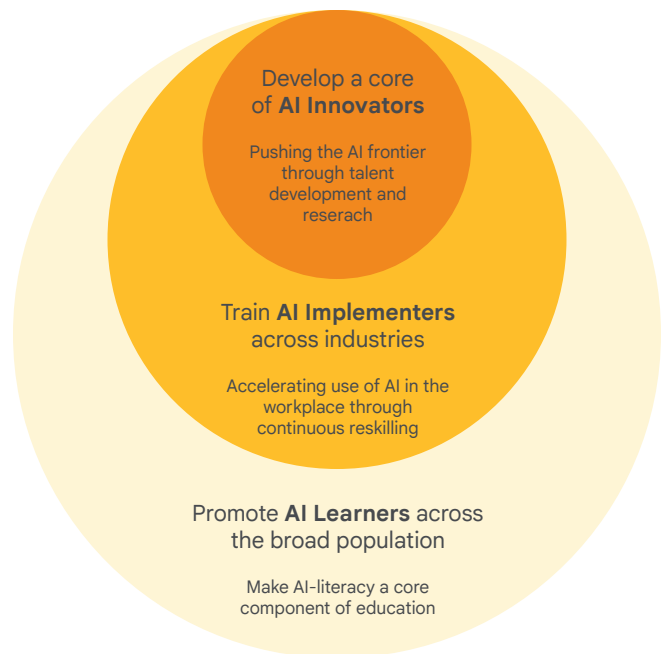 Develop a core
of AI Innovators
Pushing the AI frontier
through talent
development and
reserach
Train AI Implementers
across industries
Accelerating use of AI in the
workplace through
continuous reskilling
Promote AI Learners across
the broad population
Make AI-literacy a core
component of education